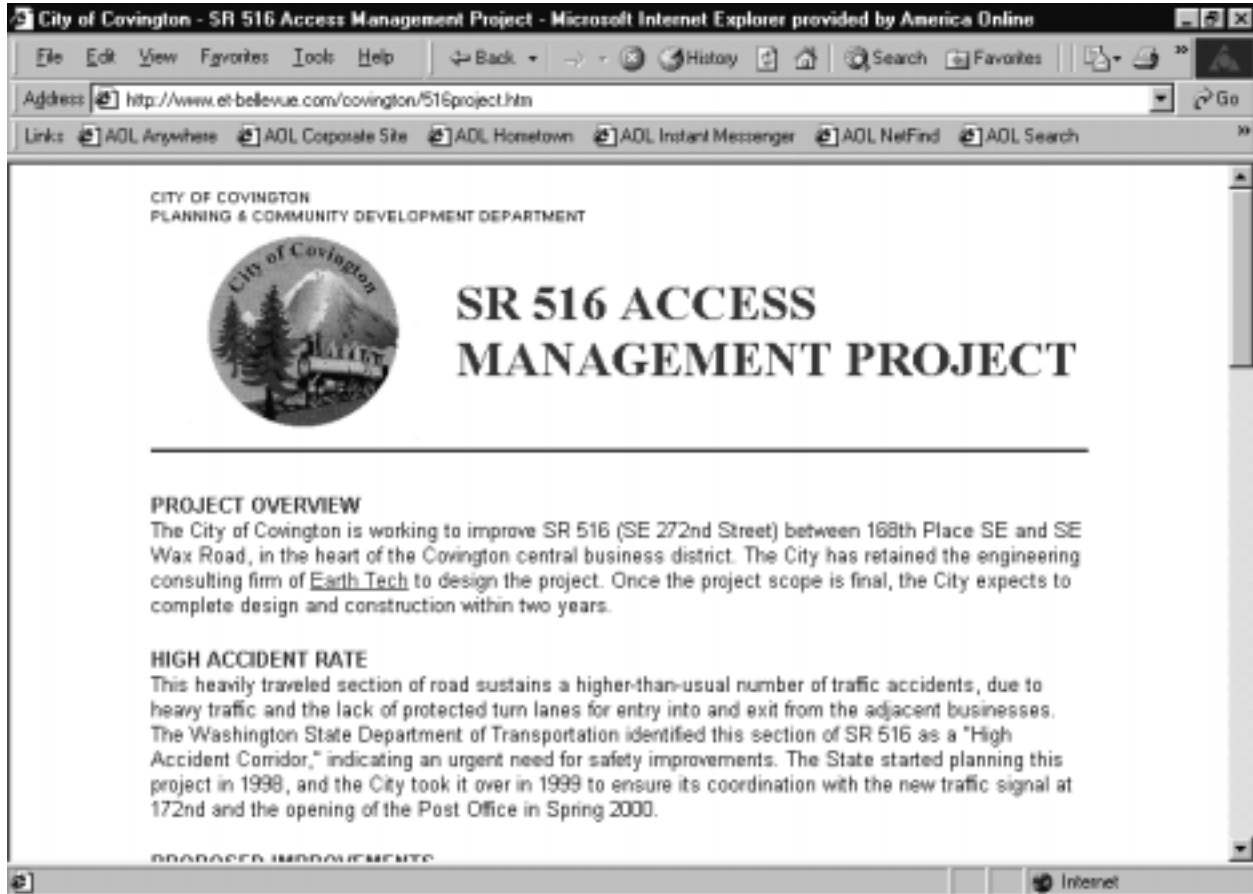 City of Covington - SR 516 Access Management Project - Microsoft Internet Explorer provided by America Online
File Edit View Favorites Tools Help Back History Search Favorites »
Address http://www.et-bellevue.com/covington/516project.htm Go
Links AOL Anywhere AOL Corporate Site AOL Hometown AOL Instant Messenger AOL NetFind AOL Search »
CITY OF COVINGTON
PLANNING & COMMUNITY DEVELOPMENT DEPARTMENT
City of Covington
SR 516 ACCESS
MANAGEMENT PROJECT
PROJECT OVERVIEW
The City of Covington is working to improve SR 516 (SE 272nd Street) between 168th Place SE and SE
Wax Road, in the heart of the Covington central business district. The City has retained the engineering
consulting firm of Earth Tech to design the project. Once the project scope is final, the City expects to
complete design and construction within two years.
HIGH ACCIDENT RATE
This heavily traveled section of road sustains a higher-than-usual number of traffic accidents, due to
heavy traffic and the lack of protected turn lanes for entry into and exit from the adjacent businesses.
The Washington State Department of Transportation identified this section of SR 516 as a "High
Accident Corridor," indicating an urgent need for safety improvements. The State started planning this
project in 1998, and the City took it over in 1999 to ensure its coordination with the new traffic signal at
172nd and the opening of the Post Office in Spring 2000.
PROPOSED IMPROVEMENTS
Internet